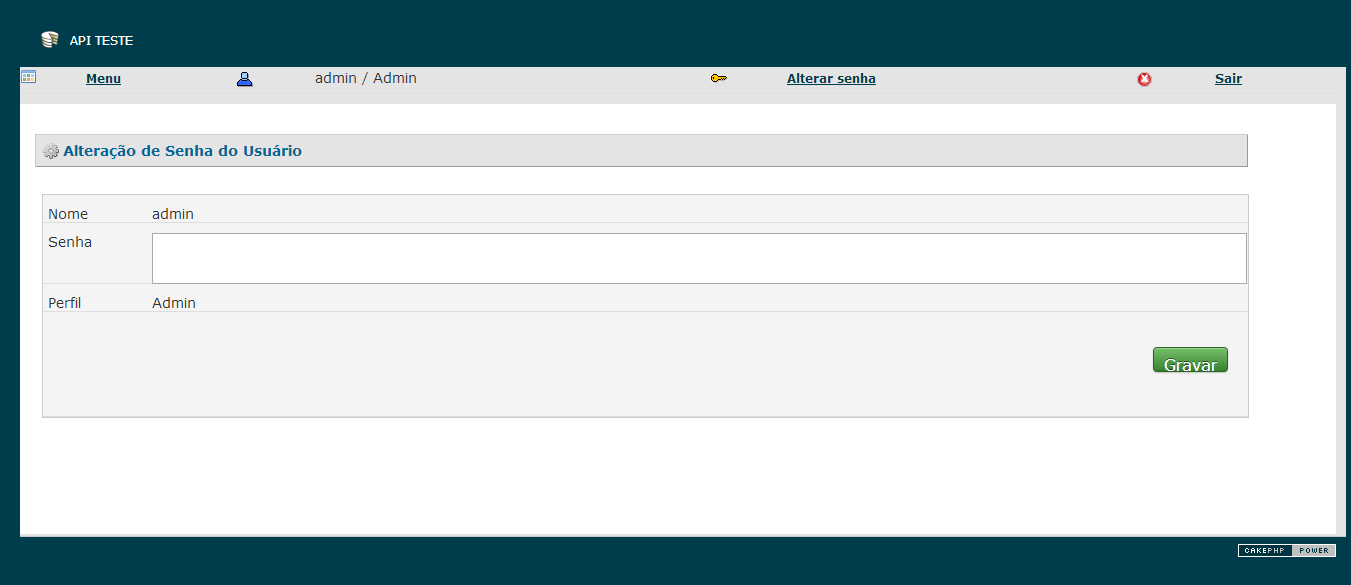 API TESTE
Menu admin / Admin Alterar senha Sair
Alteração de Senha do Usuário
Nome admin
Senha
Perfil Admin
Gravar
CAKEPHP POWER